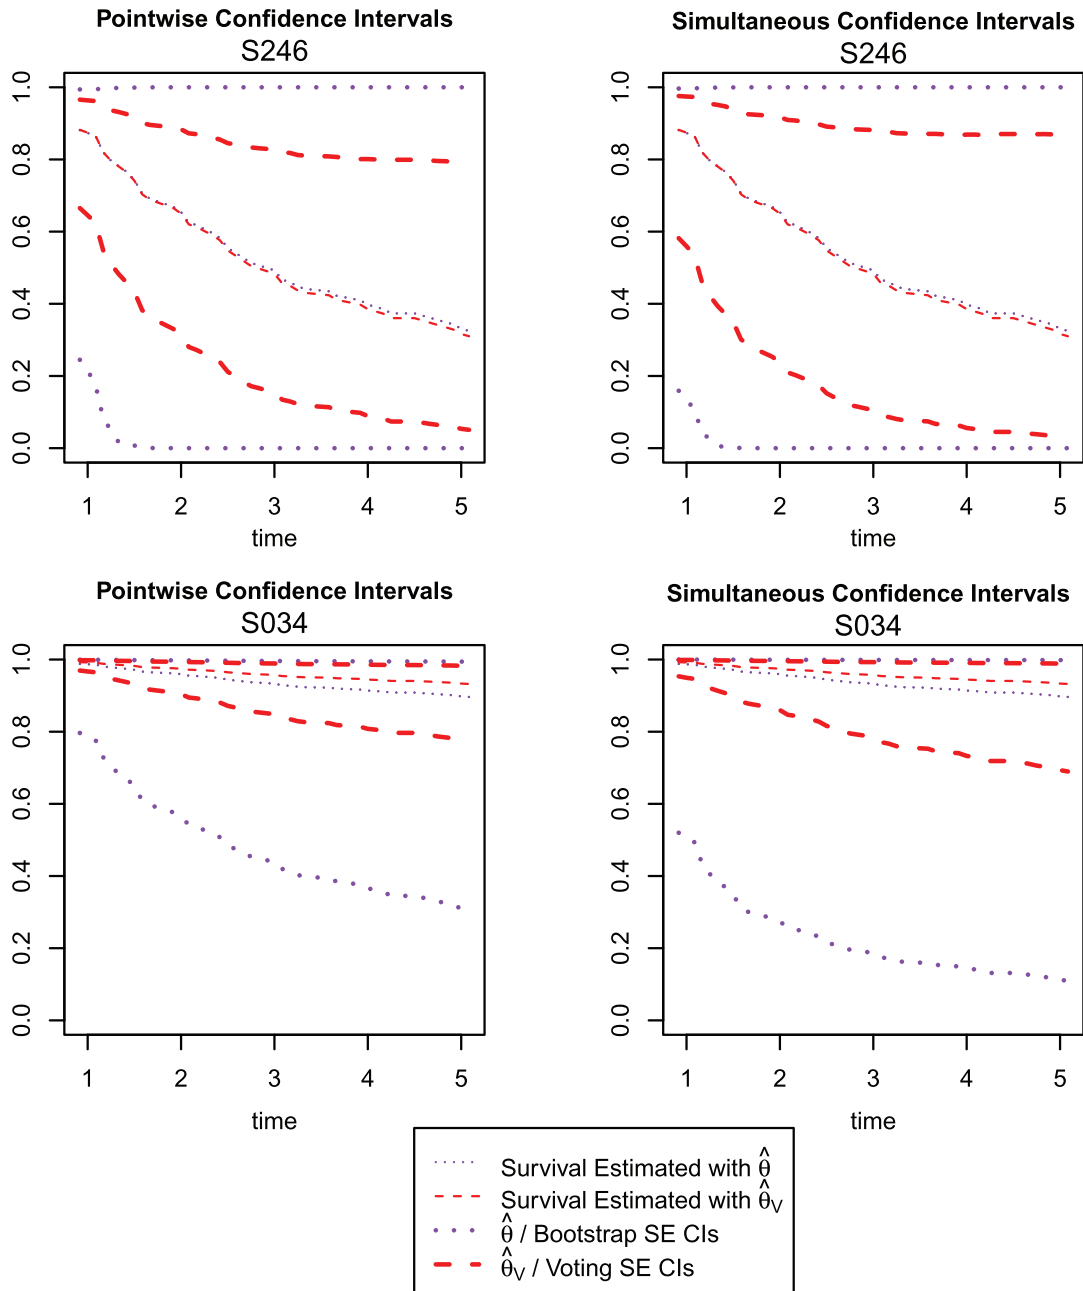 Pointwise Confidence Intervals
S246
1.0
0.8
0.6
0.4
0.2
0.0
1 2 3 4 5
time
Simultaneous Confidence Intervals
S246
1.0
0.8
0.6
0.4
0.2
0.0
1 2 3 4 5
time
Pointwise Confidence Intervals
S034
1.0
0.8
0.6
0.4
0.2
0.0
1 2 3 4 5
time
Simultaneous Confidence Intervals
S034
1.0
0.8
0.6
0.4
0.2
0.0
1 2 3 4 5
time
Survival Estimated with θ̂
Survival Estimated with θ̂V
θ̂ / Bootstrap SE CIs
θ̂V / Voting SE CIs